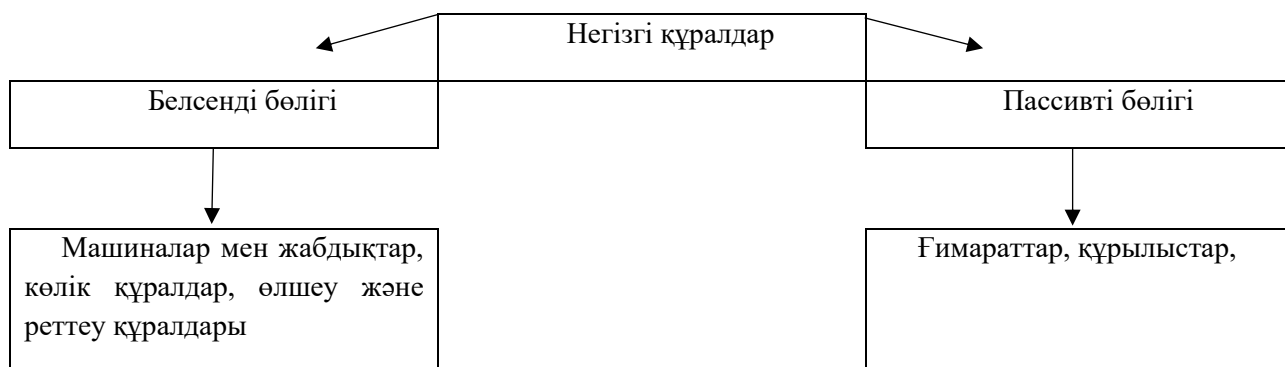 Негізгі құралдар
Белсенді бөлігі
Пассивті бөлігі
Машиналар мен жабдықтар,
көлік құралдар, өлшеу және
реттеу құралдары
Ғимараттар, құрылыстар,